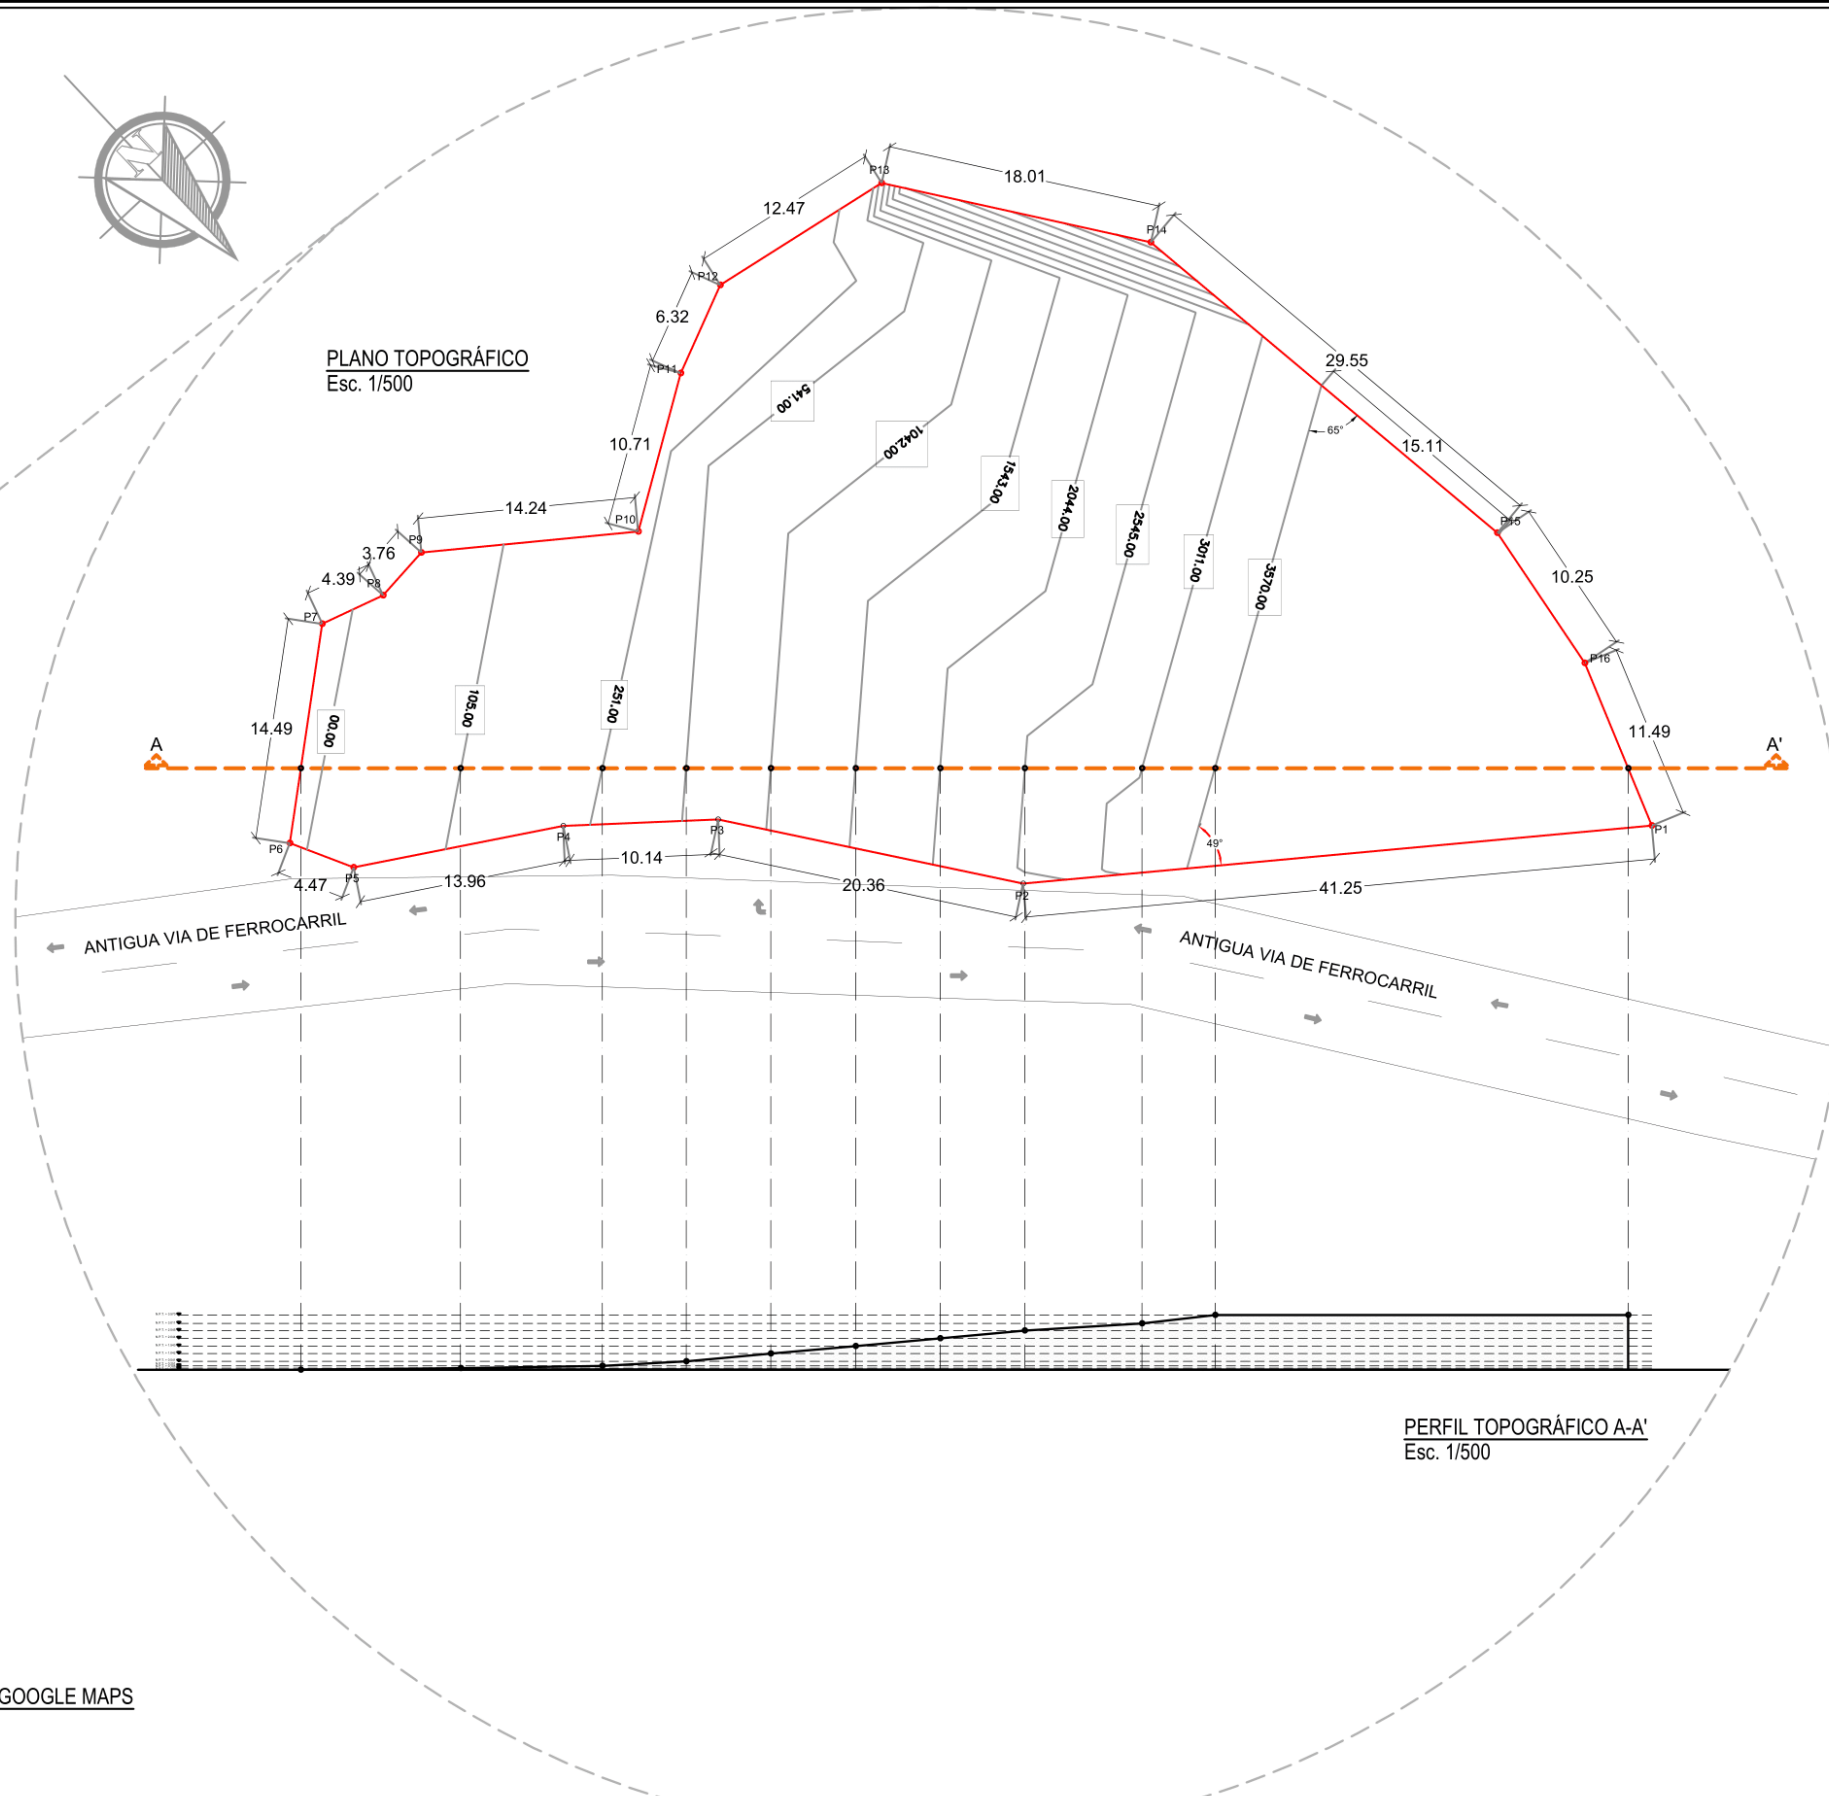 N
P13
18.01
12.47
P14
P12
6.32
PLANO TOPOGRÁFICO
Esc. 1/500
P11
29.55
541.00
65°
10.71
1042.00
15.11
1543.00
2044.00
14.24
P10
2545.00
P15
P9
3.76
3011.00
4.39
P8
3570.00
10.25
P7
P16
105.00
251.00
00.00
14.49
11.49
A
A'
P6
P4
P3
P1
49°
10.14
P5
4.47
13.96
20.36
41.25
P2
ANTIGUA VIA DE FERROCARRIL
ANTIGUA VIA DE FERROCARRIL
PERFIL TOPOGRÁFICO A-A'
Esc. 1/500
GOOGLE MAPS